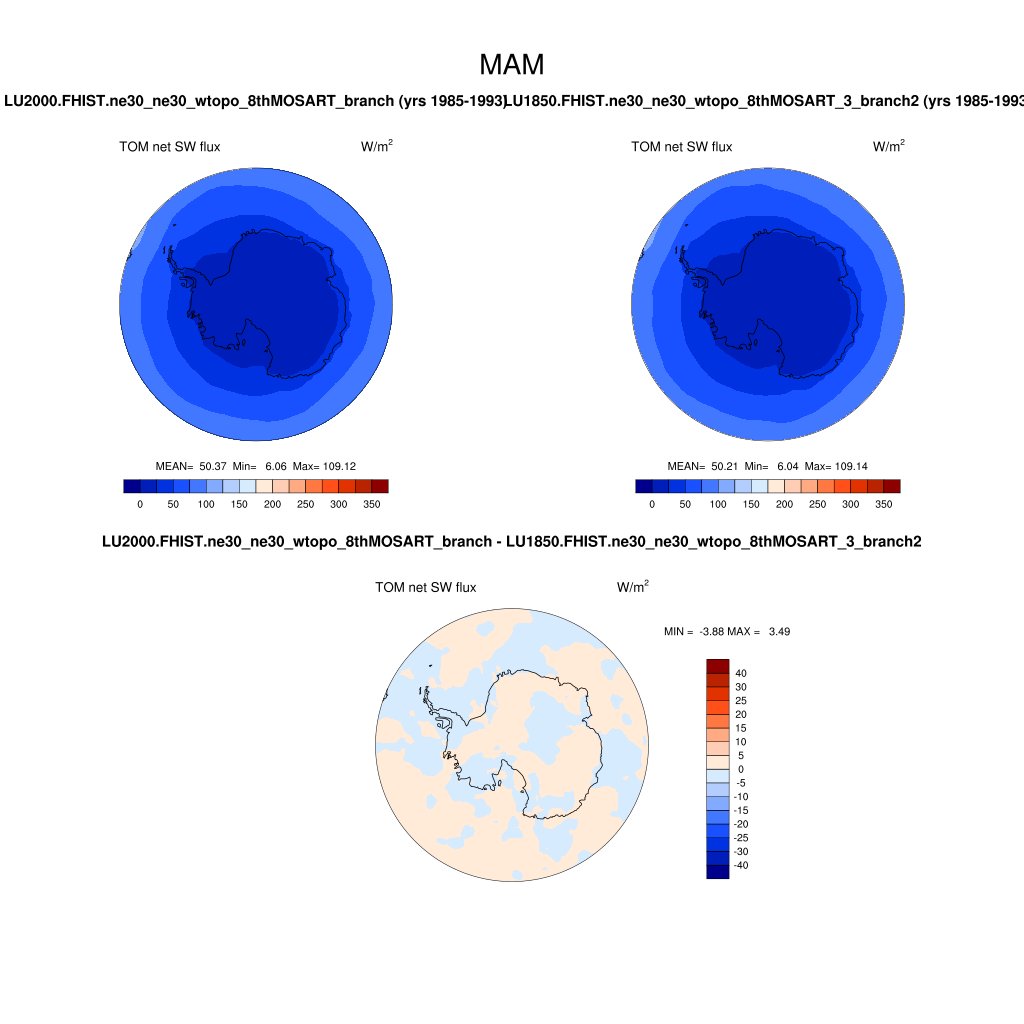 MAM
LU2000.FHIST.ne30_ne30_wtopo_8thMOSART_branch (yrs 1985-1993)
LU1850.FHIST.ne30_ne30_wtopo_8thMOSART_3_branch2 (yrs 1985-1993
TOM net SW flux W/m2
TOM net SW flux W/m2
MEAN= 50.37 Min= 6.06 Max= 109.12
MEAN= 50.21 Min= 6.04 Max= 109.14
0 50 100 150 200 250 300 350
0 50 100 150 200 250 300 350
LU2000.FHIST.ne30_ne30_wtopo_8thMOSART_branch - LU1850.FHIST.ne30_ne30_wtopo_8thMOSART_3_branch2
TOM net SW flux W/m2
MIN = -3.88 MAX = 3.49
40
30
25
20
15
10
5
0
-5
-10
-15
-20
-25
-30
-40